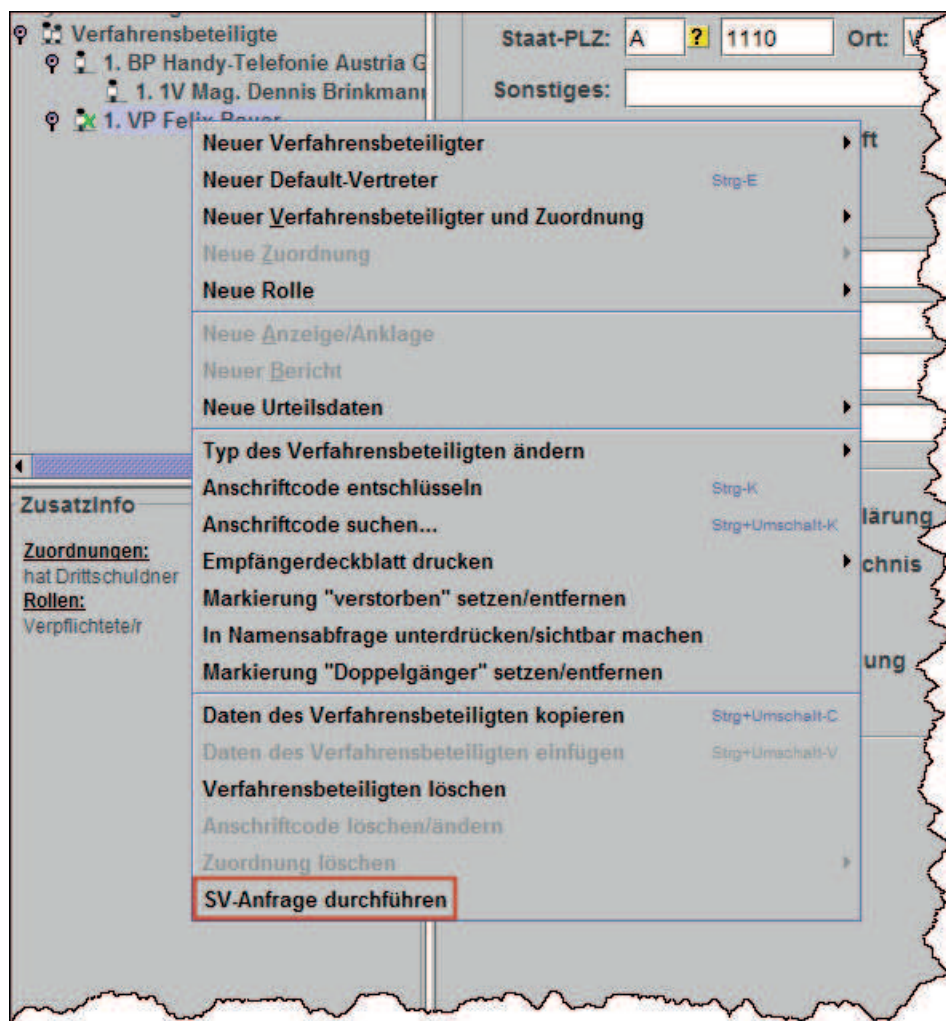 Verfahrensbeteiligte
1. BP Handy-Telefonie Austria G
1. 1V Mag. Dennis Brinkmann
1. VP Felix Bauer
Staat-PLZ: A ? 1110 Ort:
Sonstiges:
ft
Neuer Verfahrensbeteiligter
Neuer Default-Vertreter Strg-E
Neuer Verfahrensbeteiligter und Zuordnung
Neue Zuordnung
Neue Rolle
Neue Anzeige/Anklage
Neuer Bericht
Neue Urteilsdaten
Typ des Verfahrensbeteiligten ändern
Anschriftcode entschlüsseln Strg-K
Anschriftcode suchen... Strg+Umschalt-K
Empfängerdeckblatt drucken
Markierung "verstorben" setzen/entfernen
In Namensabfrage unterdrücken/sichtbar machen
Markierung "Doppelgänger" setzen/entfernen
Daten des Verfahrensbeteiligten kopieren Strg+Umschalt-C
Daten des Verfahrensbeteiligten einfügen Strg+Umschalt-V
Verfahrensbeteiligten löschen
Anschriftcode löschen/ändern
Zuordnung löschen
SV-Anfrage durchführen
lärung
chnis
ung
ZusatzInfo
Zuordnungen:
hat Drittschuldner
Rollen:
Verpflichtete/r